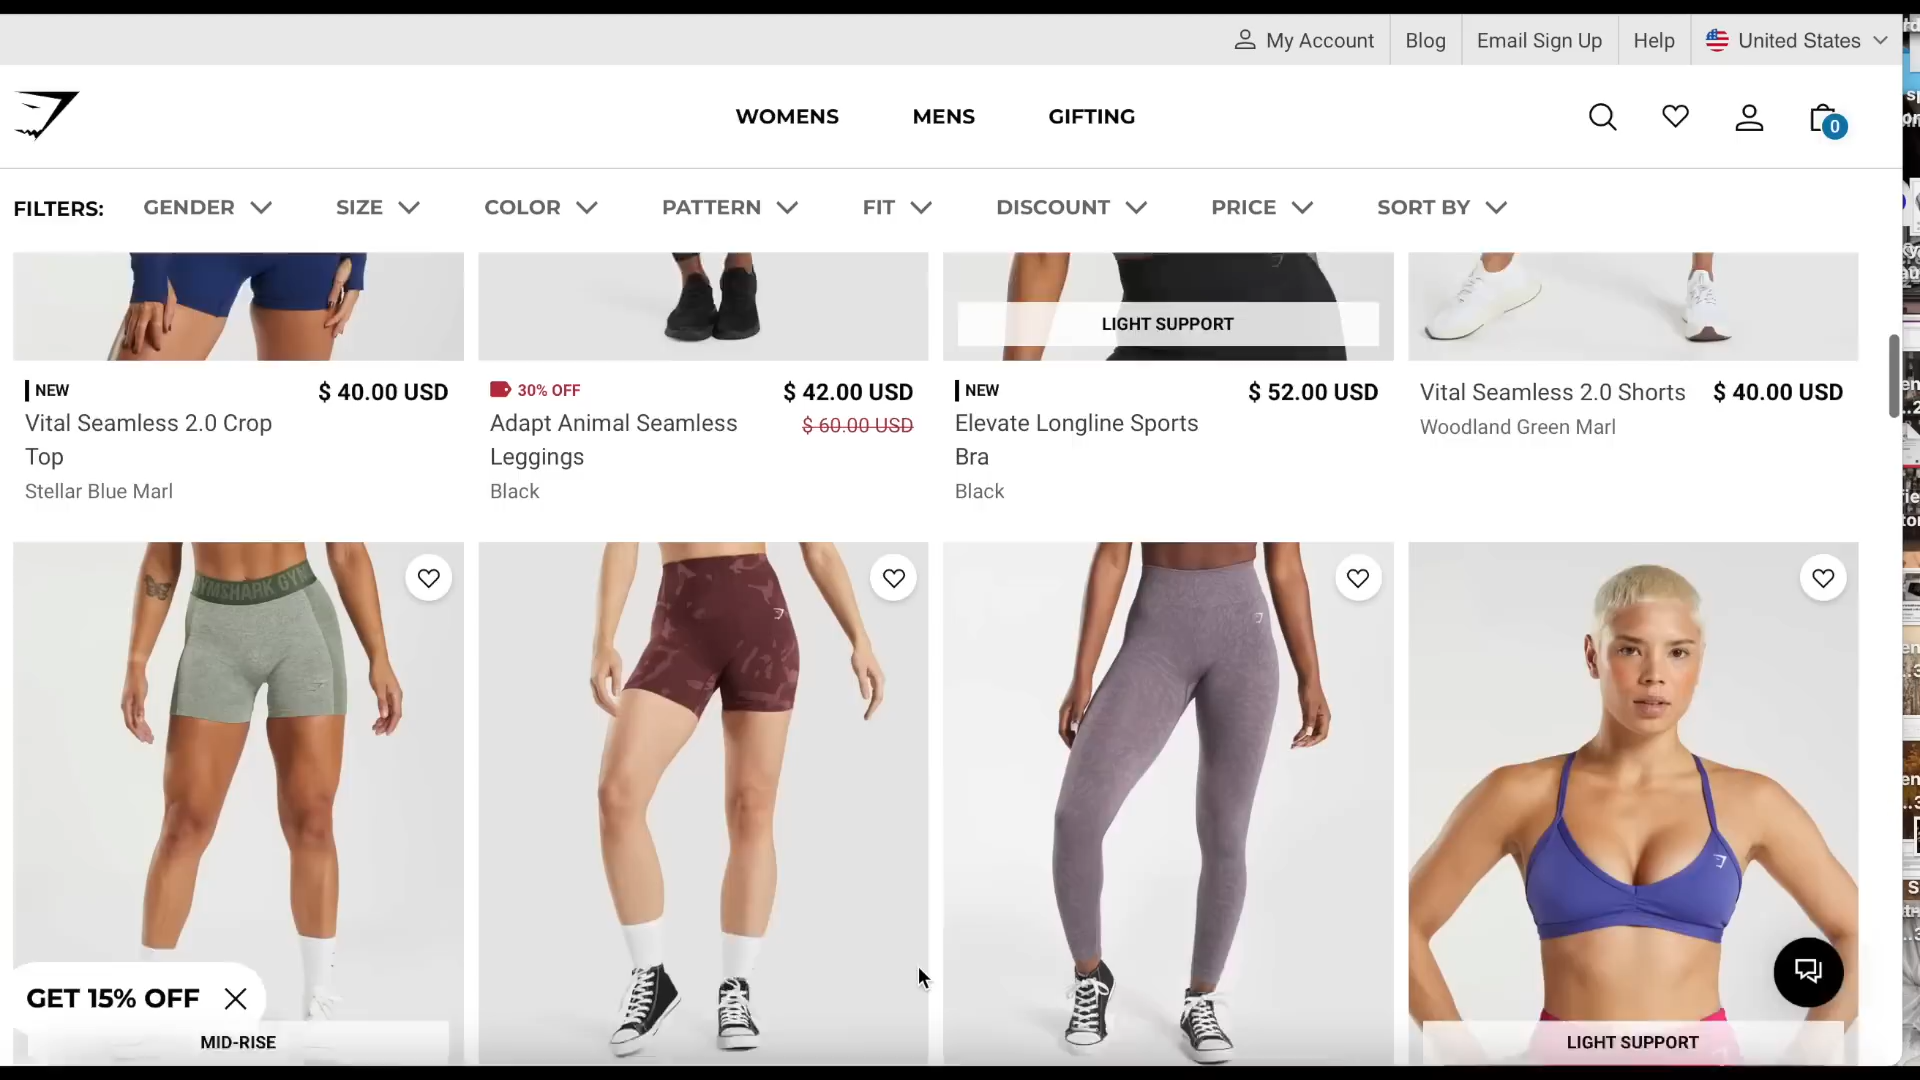 My Account
Blog
Email Sign Up
Help
United States
WOMENS
MENS
GIFTING
0
FILTERS:
GENDER
SIZE
COLOR
PATTERN
FIT
DISCOUNT
PRICE
SORT BY
LIGHT SUPPORT
NEW
$ 40.00 USD
Vital Seamless 2.0 Crop
Top
Stellar Blue Marl
30% OFF
$ 42.00 USD
Adapt Animal Seamless
$ 60.00 USD
Leggings
Black
NEW
$ 52.00 USD
Elevate Longline Sports
Bra
Black
Vital Seamless 2.0 Shorts
$ 40.00 USD
Woodland Green Marl
GYMSHARK GYM
GET 15% OFF
MID-RISE
LIGHT SUPPORT